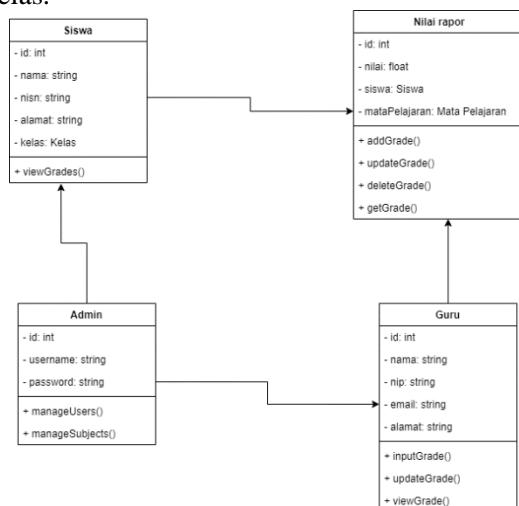 Siswa
- id: int
- nama: string
- nisn: string
- alamat: string
- kelas: Kelas
+ viewGrades()
Nilai rapor
- id: int
- nilai: float
- siswa: Siswa
- mataPelajaran: Mata Pelajaran
+ addGrade()
+ updateGrade()
+ deleteGrade()
+ getGrade()
Admin
- id: int
- username: string
- password: string
+ manageUsers()
+ manageSubjects()
Guru
- id: int
- nama: string
- nip: string
- email: string
- alamat: string
+ inputGrade()
+ updateGrade()
+ viewGrade()